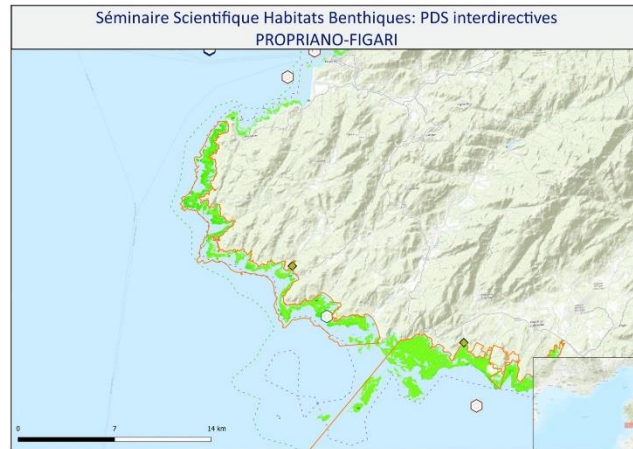 Séminaire Scientifique Habitats Benthiques: PDS interdirectives
PROPRIANO-FIGARI
0 7 14 km